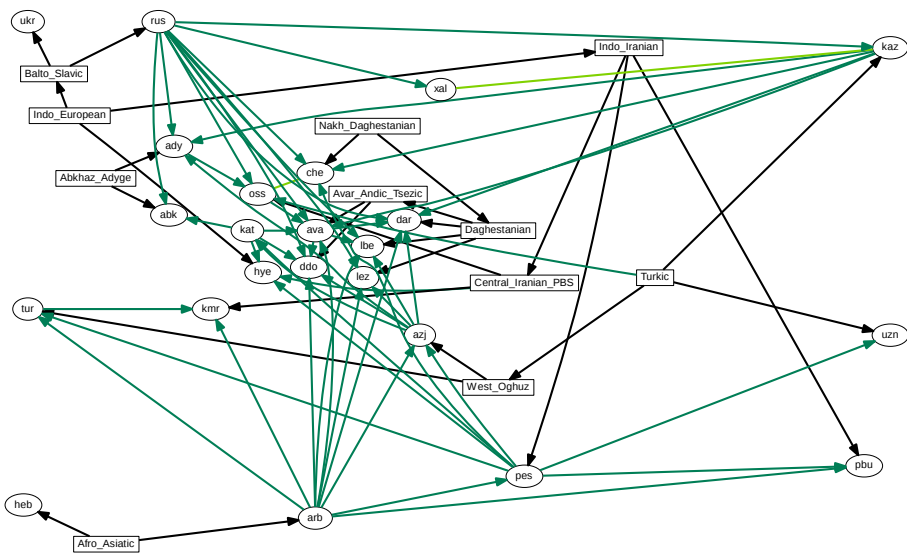 ukr
rus
Indo_Iranian
kaz
Balto_Slavic
xal
Indo_European
Nakh_Daghestanian
ady
Abkhaz_Adyge
che
oss
Avar_Andic_Tsezic
abk
dar
kat
ava
Daghestanian
lbe
hye
ddo
lez
Central_Iranian_PBS
Turkic
tur
kmr
azj
uzn
West_Oghuz
pes
pbu
heb
arb
Afro_Asiatic